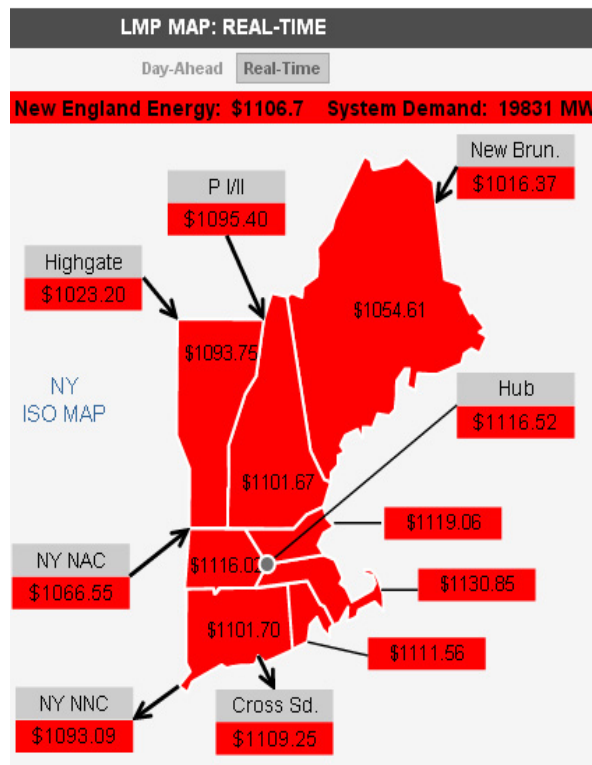 LMP MAP: REAL-TIME
Day-Ahead Real-Time
New England Energy: $1106.7 System Demand: 19831 MW
New Brun.
$1016.37
P I/II
$1095.40
Highgate
$1023.20
$1054.61
$1093.75
NY
ISO MAP
Hub
$1116.52
$1101.67
$1119.06
NY NAC
$1066.55
$1116.02
$1130.85
$1101.70
$1111.56
NY NNC
$1093.09
Cross Sd.
$1109.25